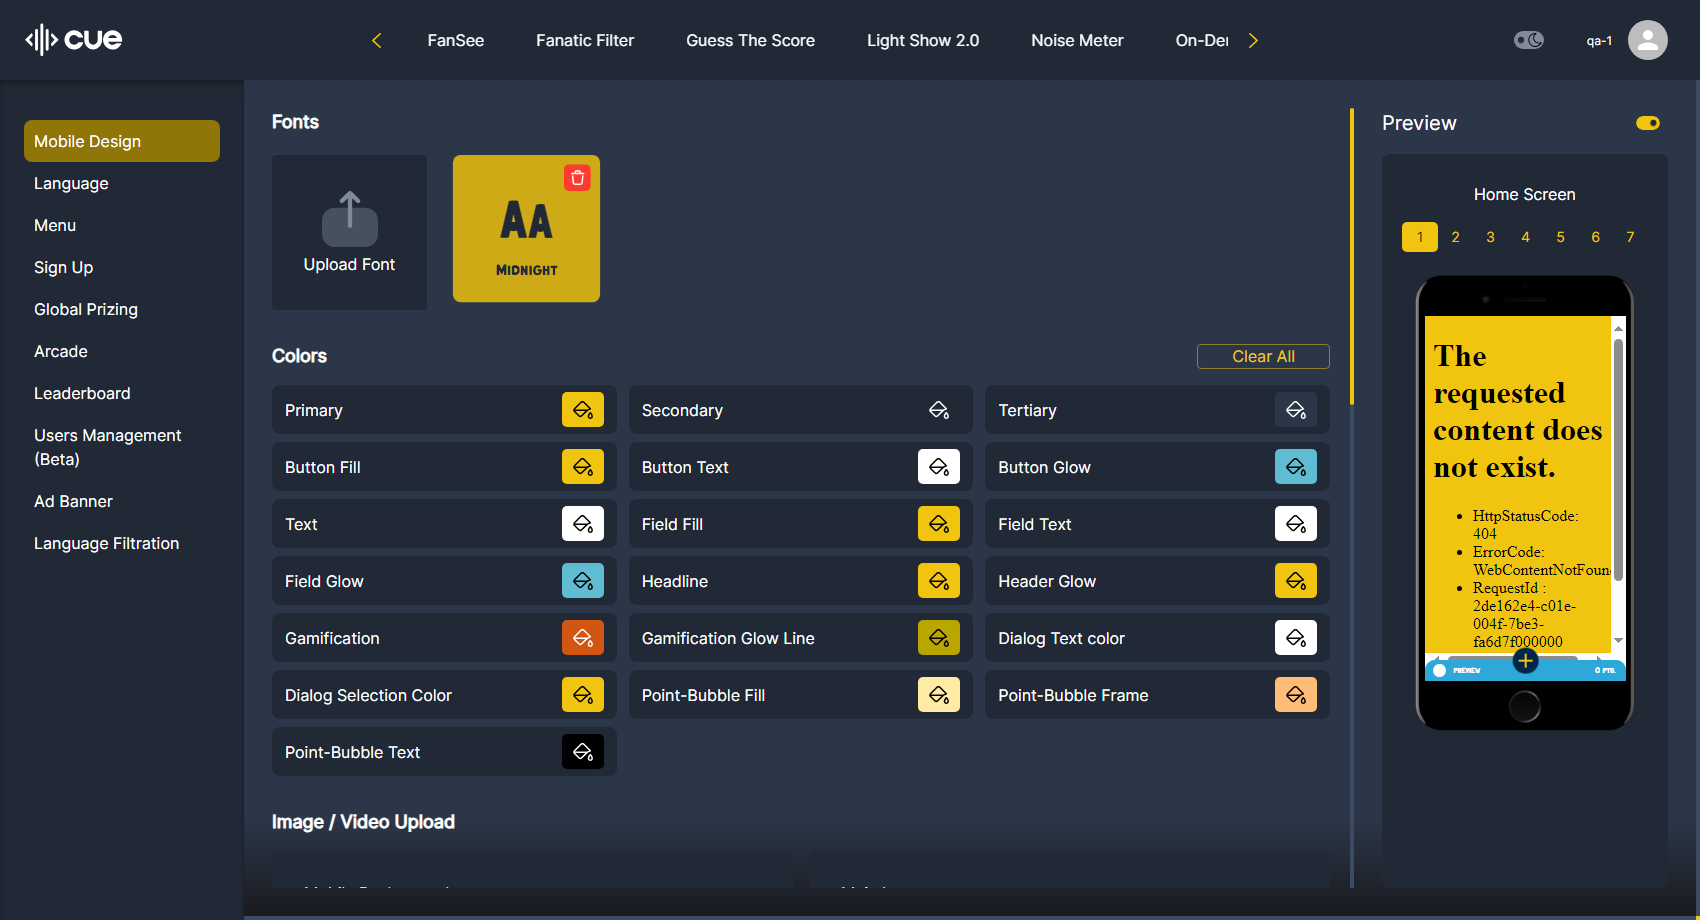 cue
FanSee
Fanatic Filter
Guess The Score
Light Show 2.0
Noise Meter
On-De
qa-1
Mobile Design
Language
Menu
Sign Up
Global Prizing
Arcade
Leaderboard
Users Management
(Beta)
Ad Banner
Language Filtration
Fonts
Upload Font
AA
MIDNIGHT
Colors
Clear All
Primary
Secondary
Tertiary
Button Fill
Button Text
Button Glow
Text
Field Fill
Field Text
Field Glow
Headline
Header Glow
Gamification
Gamification Glow Line
Dialog Text color
Dialog Selection Color
Point-Bubble Fill
Point-Bubble Frame
Point-Bubble Text
Image / Video Upload
Preview
Home Screen
1 2 3 4 5 6 7
The
requested
content does
not exist.
• HttpStatusCode:
404
• ErrorCode:
WebContentNotFoun
• RequestId :
2de162e4-c01e-
004f-7be3-
fa6d7f000000
PREVIEW
0 PTS.